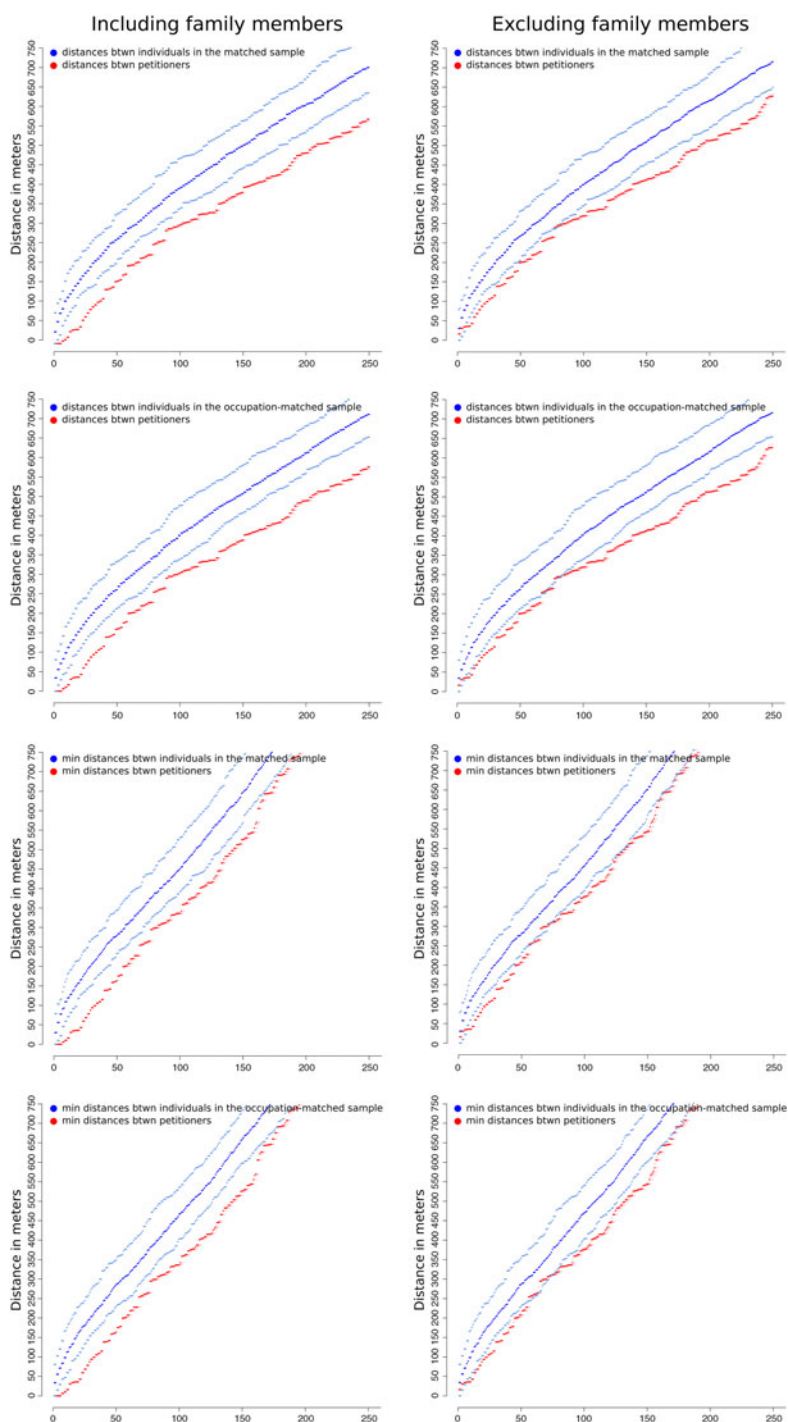 Including family members
Excluding family members
distances btwn individuals in the matched sample
distances btwn petitioners
Distance in meters
0 50 100 150 200 250 300 350 400 450 500 550 600 650 700 750
0 50 100 150 200 250
distances btwn individuals in the matched sample
distances btwn petitioners
Distance in meters
0 50 100 150 200 250 300 350 400 450 500 550 600 650 700 750
0 50 100 150 200 250
distances btwn individuals in the occupation-matched sample
distances btwn petitioners
Distance in meters
0 50 100 150 200 250 300 350 400 450 500 550 600 650 700 750
0 50 100 150 200 250
distances btwn individuals in the occupation-matched sample
distances btwn petitioners
Distance in meters
0 50 100 150 200 250 300 350 400 450 500 550 600 650 700 750
0 50 100 150 200 250
min distances btwn individuals in the matched sample
min distances btwn petitioners
Distance in meters
0 50 100 150 200 250 300 350 400 450 500 550 600 650 700 750
0 50 100 150 200 250
min distances btwn individuals in the matched sample
min distances btwn petitioners
Distance in meters
0 50 100 150 200 250 300 350 400 450 500 550 600 650 700 750
0 50 100 150 200 250
min distances btwn individuals in the occupation-matched sample
min distances btwn petitioners
Distance in meters
0 50 100 150 200 250 300 350 400 450 500 550 600 650 700 750
0 50 100 150 200 250
min distances btwn individuals in the occupation-matched sample
min distances btwn petitioners
Distance in meters
0 50 100 150 200 250 300 350 400 450 500 550 600 650 700 750
0 50 100 150 200 250